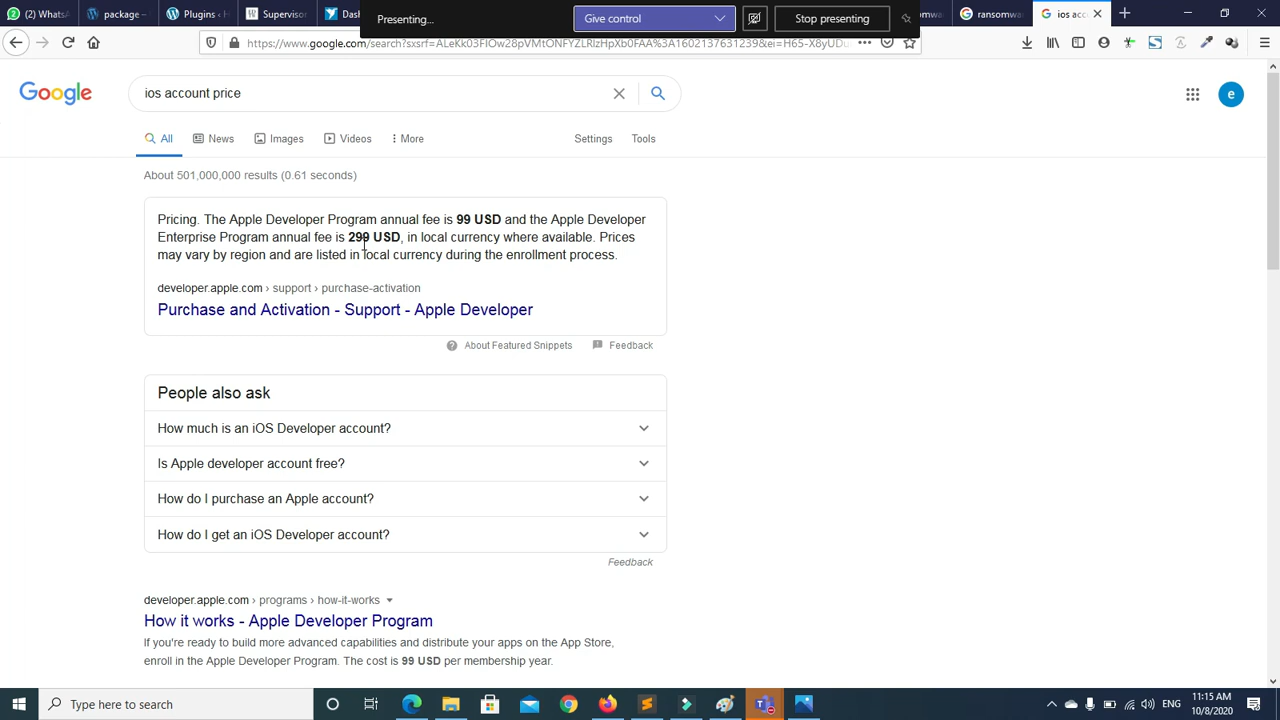 (2) WhatsA
package –
Plugins ‹ H
Supervisor
Dash
Presenting...
Give control
Stop presenting
ransomwar
ios acco
https://www.google.com/search?sxsrf=ALeKk03FIOw28pVMtONFYZLRlzHpXb0FAA%3A1602137631239&ei=H65-X8yUDu
Google
ios account price
e
All
News
Images
Videos
More
Settings
Tools
About 501,000,000 results (0.61 seconds)
Pricing. The Apple Developer Program annual fee is 99 USD and the Apple Developer
Enterprise Program annual fee is 299 USD, in local currency where available. Prices
may vary by region and are listed in local currency during the enrollment process.
developer.apple.com › support › purchase-activation
Purchase and Activation - Support - Apple Developer
About Featured Snippets
Feedback
People also ask
How much is an iOS Developer account?
Is Apple developer account free?
How do I purchase an Apple account?
How do I get an iOS Developer account?
Feedback
developer.apple.com › programs › how-it-works
How it works - Apple Developer Program
If you're ready to build more advanced capabilities and distribute your apps on the App Store,
enroll in the Apple Developer Program. The cost is 99 USD per membership year.
Type here to search
ENG
11:15 AM
10/8/2020